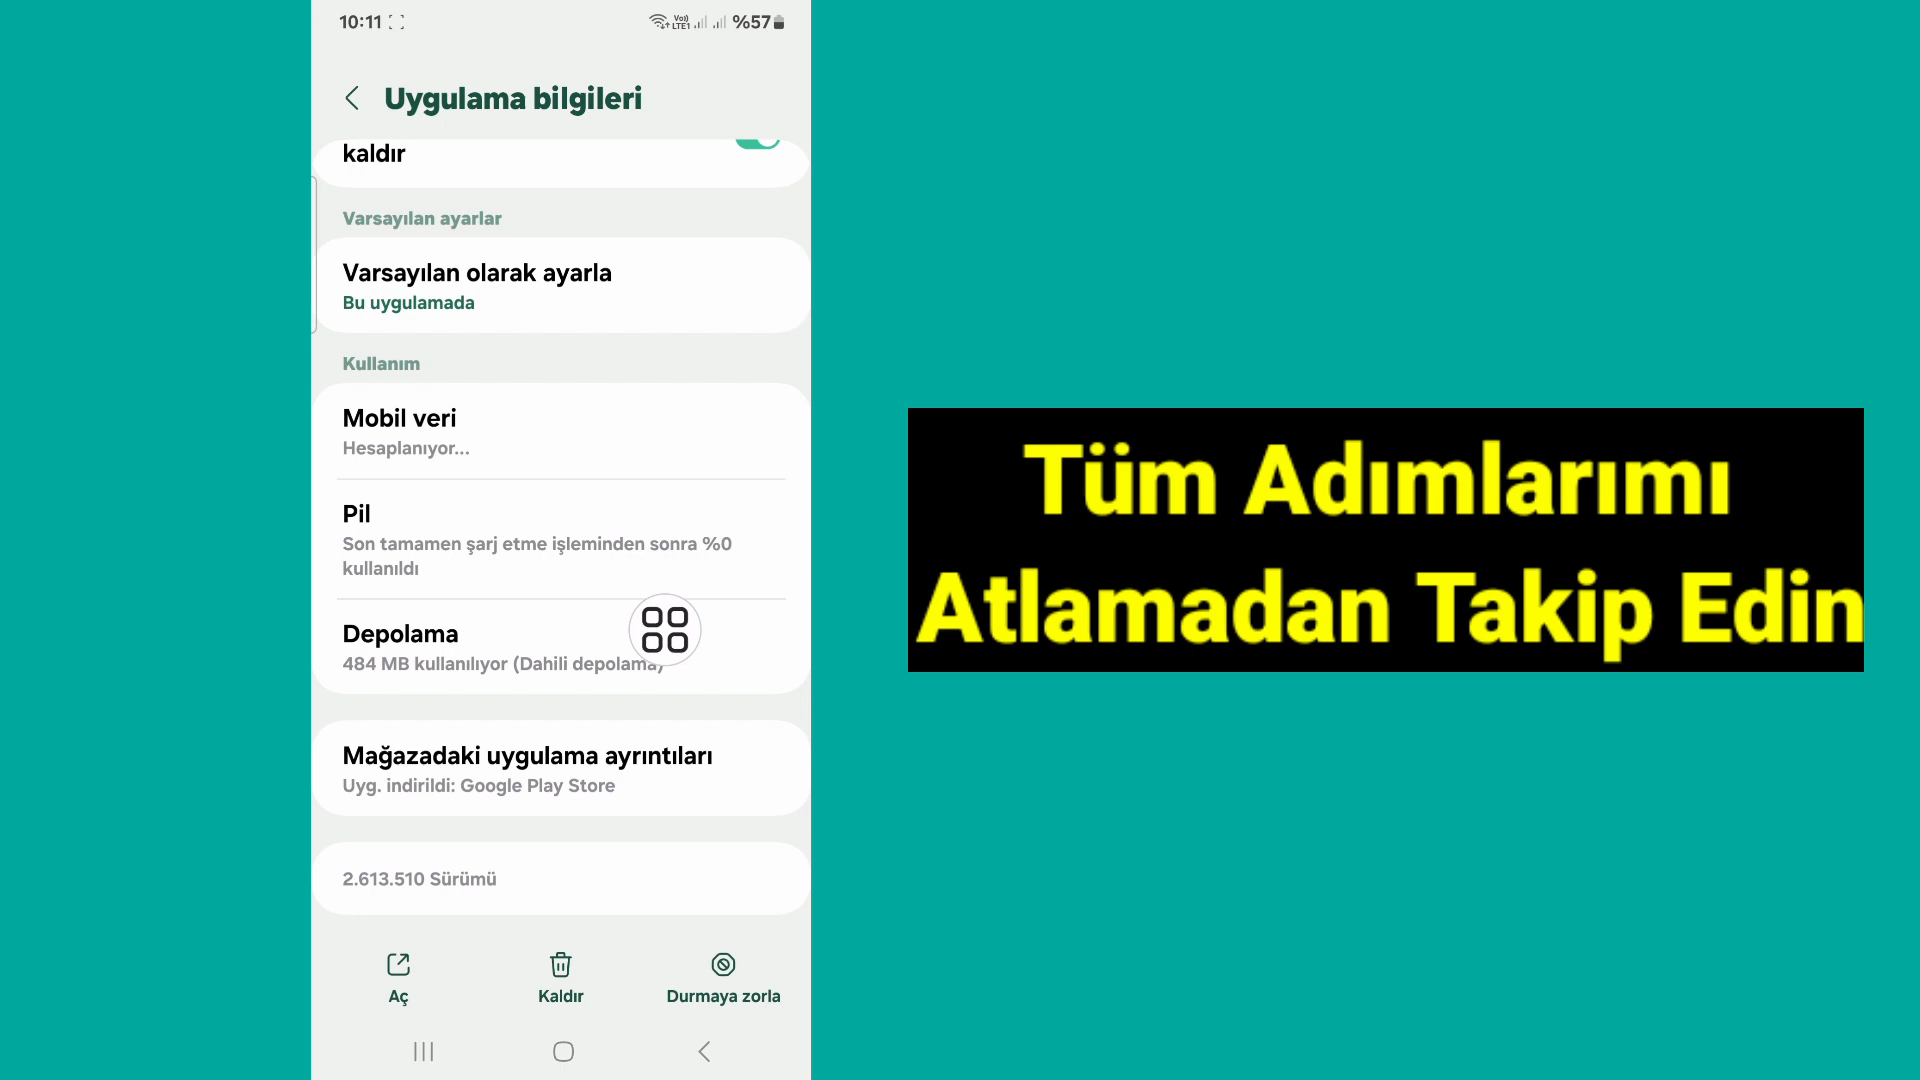 10:11
Vo)) LTE1 %57
Uygulama bilgileri
kaldır
Varsayılan ayarlar
Varsayılan olarak ayarla
Bu uygulamada
Kullanım
Mobil veri
Hesaplanıyor...
Pil
Son tamamen şarj etme işleminden sonra %0
kullanıldı
Depolama
484 MB kullanılıyor (Dahili depolama)
Mağazadaki uygulama ayrıntıları
Uyg. indirildi: Google Play Store
2.613.510 Sürümü
Aç
Kaldır
Durmaya zorla
Tüm Adımlarımı
Atlamadan Takip Edin